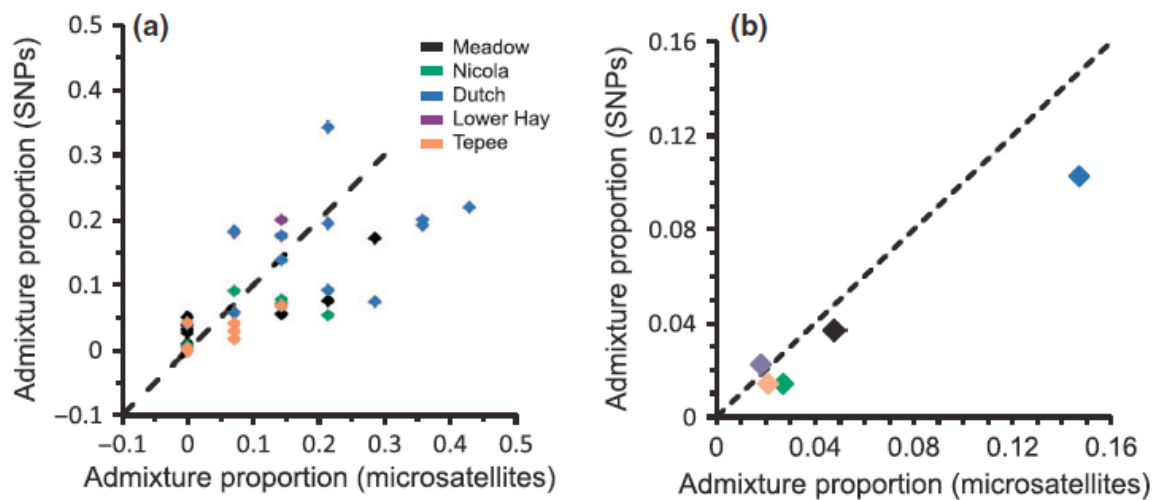 (a)
Admixture proportion (SNPs)
0.5
0.4
0.3
0.2
0.1
0
–0.1
Meadow
Nicola
Dutch
Lower Hay
Tepee
–0.1 0 0.1 0.2 0.3 0.4 0.5
Admixture proportion (microsatellites)
(b)
Admixture proportion (SNPs)
0.16
0.12
0.08
0.04
0
0 0.04 0.08 0.12 0.16
Admixture proportion (microsatellites)